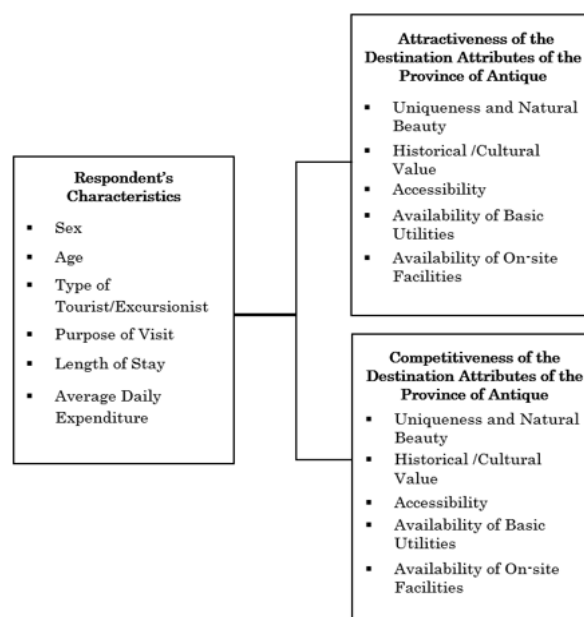 Respondent's
Characteristics
▪ Sex
▪ Age
▪ Type of
Tourist/Excursionist
▪ Purpose of Visit
▪ Length of Stay
▪ Average Daily
Expenditure
Attractiveness of the
Destination Attributes of the
Province of Antique
▪ Uniqueness and Natural
Beauty
▪ Historical /Cultural
Value
▪ Accessibility
▪ Availability of Basic
Utilities
▪ Availability of On-site
Facilities
Competitiveness of the
Destination Attributes of the
Province of Antique
▪ Uniqueness and Natural
Beauty
▪ Historical /Cultural
Value
▪ Accessibility
▪ Availability of Basic
Utilities
▪ Availability of On-site
Facilities